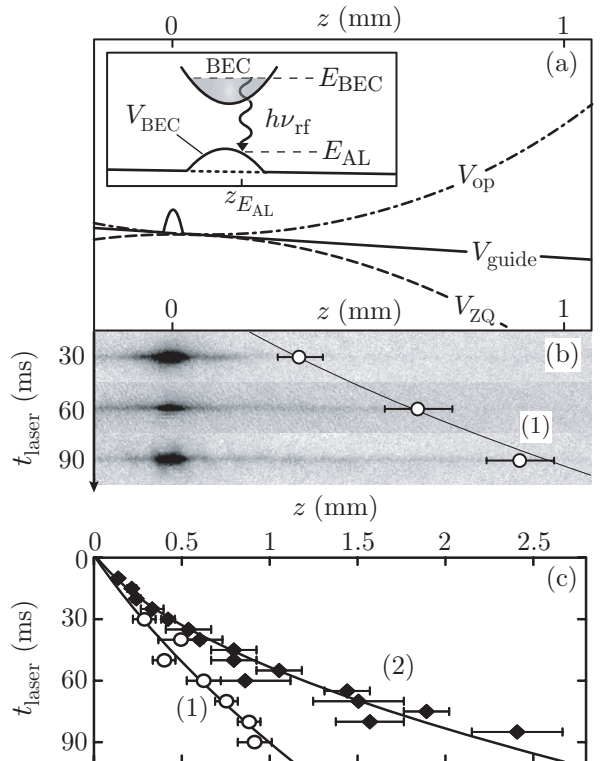 z (mm)
0 1
(a)
BEC
E_BEC
V_BEC
hν_rf
E_AL
z_E_AL
V_op
V_guide
V_ZQ
0 z (mm) 1
t_laser (ms)
30
60
90
(b)
(1)
z (mm)
0 0.5 1 1.5 2 2.5
t_laser (ms)
0
30
60
90
(c)
(2)
(1)